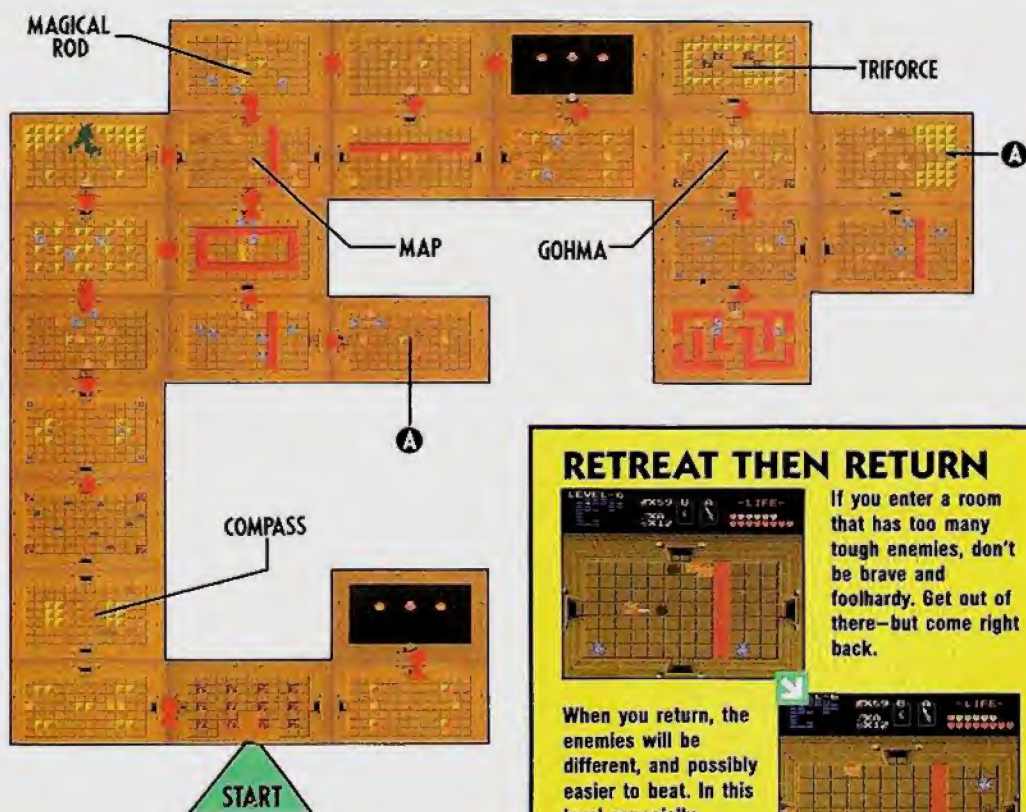 MAGICAL
ROD
TRIFORCE
A
MAP
GOHMA
A
COMPASS
START
RETREAT THEN RETURN
LEVEL-6
-LIFE-
If you enter a room
that has too many
tough enemies, don't
be brave and
foolhardy. Get out of
there—but come right
back.
When you return, the
enemies will be
different, and possibly
easier to beat. In this
-LIFE-